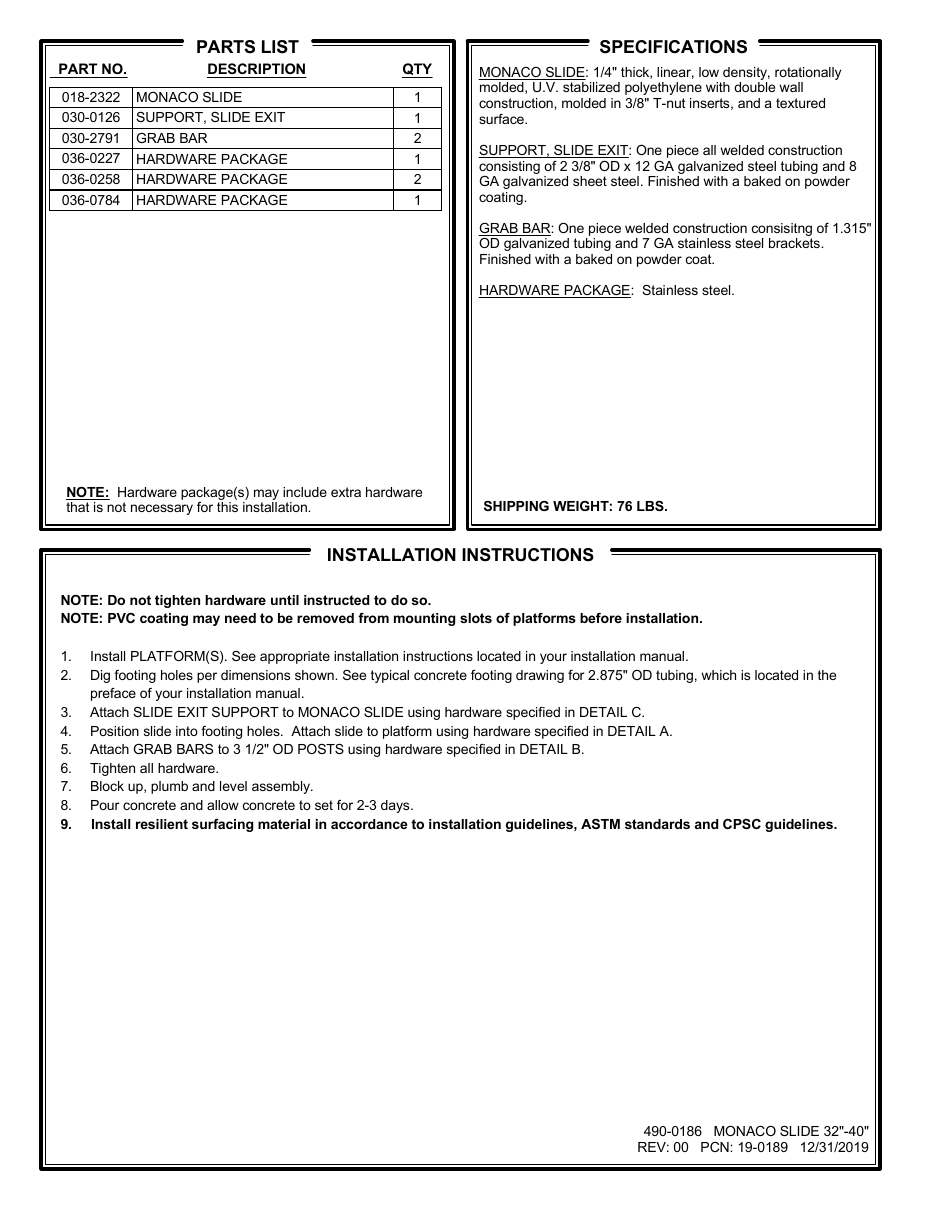 PARTS LIST
PART NO. DESCRIPTION QTY
018-2322 MONACO SLIDE 1
030-0126 SUPPORT, SLIDE EXIT 1
030-2791 GRAB BAR 2
036-0227 HARDWARE PACKAGE 1
036-0258 HARDWARE PACKAGE 2
036-0784 HARDWARE PACKAGE 1
NOTE: Hardware package(s) may include extra hardware
that is not necessary for this installation.
SPECIFICATIONS
MONACO SLIDE: 1/4" thick, linear, low density, rotationally
molded, U.V. stabilized polyethylene with double wall
construction, molded in 3/8" T-nut inserts, and a textured
surface.
SUPPORT, SLIDE EXIT: One piece all welded construction
consisting of 2 3/8" OD x 12 GA galvanized steel tubing and 8
GA galvanized sheet steel. Finished with a baked on powder
coating.
GRAB BAR: One piece welded construction consisitng of 1.315"
OD galvanized tubing and 7 GA stainless steel brackets.
Finished with a baked on powder coat.
HARDWARE PACKAGE: Stainless steel.
SHIPPING WEIGHT: 76 LBS.
INSTALLATION INSTRUCTIONS
NOTE: Do not tighten hardware until instructed to do so.
NOTE: PVC coating may need to be removed from mounting slots of platforms before installation.
1. Install PLATFORM(S). See appropriate installation instructions located in your installation manual.
2. Dig footing holes per dimensions shown. See typical concrete footing drawing for 2.875" OD tubing, which is located in the
preface of your installation manual.
3. Attach SLIDE EXIT SUPPORT to MONACO SLIDE using hardware specified in DETAIL C.
4. Position slide into footing holes. Attach slide to platform using hardware specified in DETAIL A.
5. Attach GRAB BARS to 3 1/2" OD POSTS using hardware specified in DETAIL B.
6. Tighten all hardware.
7. Block up, plumb and level assembly.
8. Pour concrete and allow concrete to set for 2-3 days.
9. Install resilient surfacing material in accordance to installation guidelines, ASTM standards and CPSC guidelines.
490-0186 MONACO SLIDE 32"-40"
REV: 00 PCN: 19-0189 12/31/2019